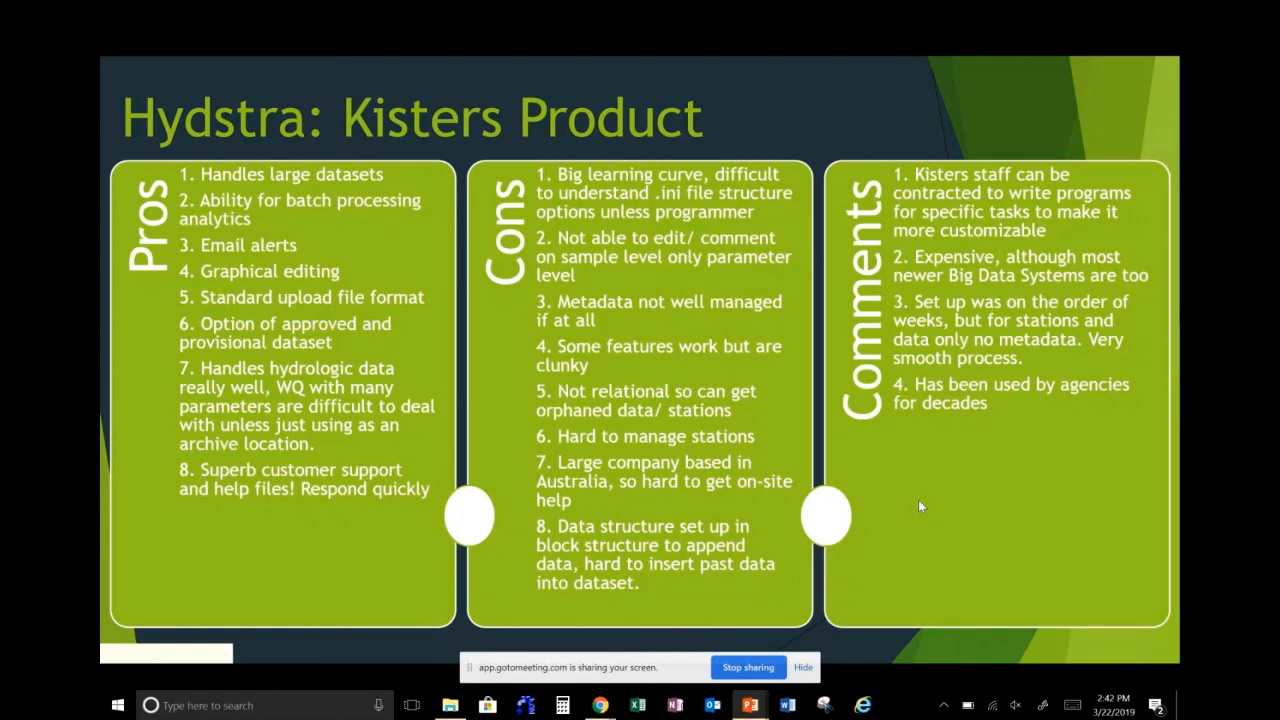 Hydstra: Kisters Product
Pros
1. Handles large datasets
2. Ability for batch processing
analytics
3. Email alerts
4. Graphical editing
5. Standard upload file format
6. Option of approved and
provisional dataset
7. Handles hydrologic data
really well, WQ with many
parameters are difficult to deal
with unless just using as an
archive location.
8. Superb customer support
and help files! Respond quickly
Cons
1. Big learning curve, difficult
to understand .ini file structure
options unless programmer
2. Not able to edit/ comment
on sample level only parameter
level
3. Metadata not well managed
if at all
4. Some features work but are
clunky
5. Not relational so can get
orphaned data/ stations
6. Hard to manage stations
7. Large company based in
Australia, so hard to get on-site
help
8. Data structure set up in
block structure to append
data, hard to insert past data
into dataset.
Comments
1. Kisters staff can be
contracted to write programs
for specific tasks to make it
more customizable
2. Expensive, although most
newer Big Data Systems are too
3. Set up was on the order of
weeks, but for stations and
data only no metadata. Very
smooth process.
4. Has been used by agencies
for decades
app.gotomeeting.com is sharing your screen.
Stop sharing
Hide
Type here to search
2:42 PM
3/22/2019
2